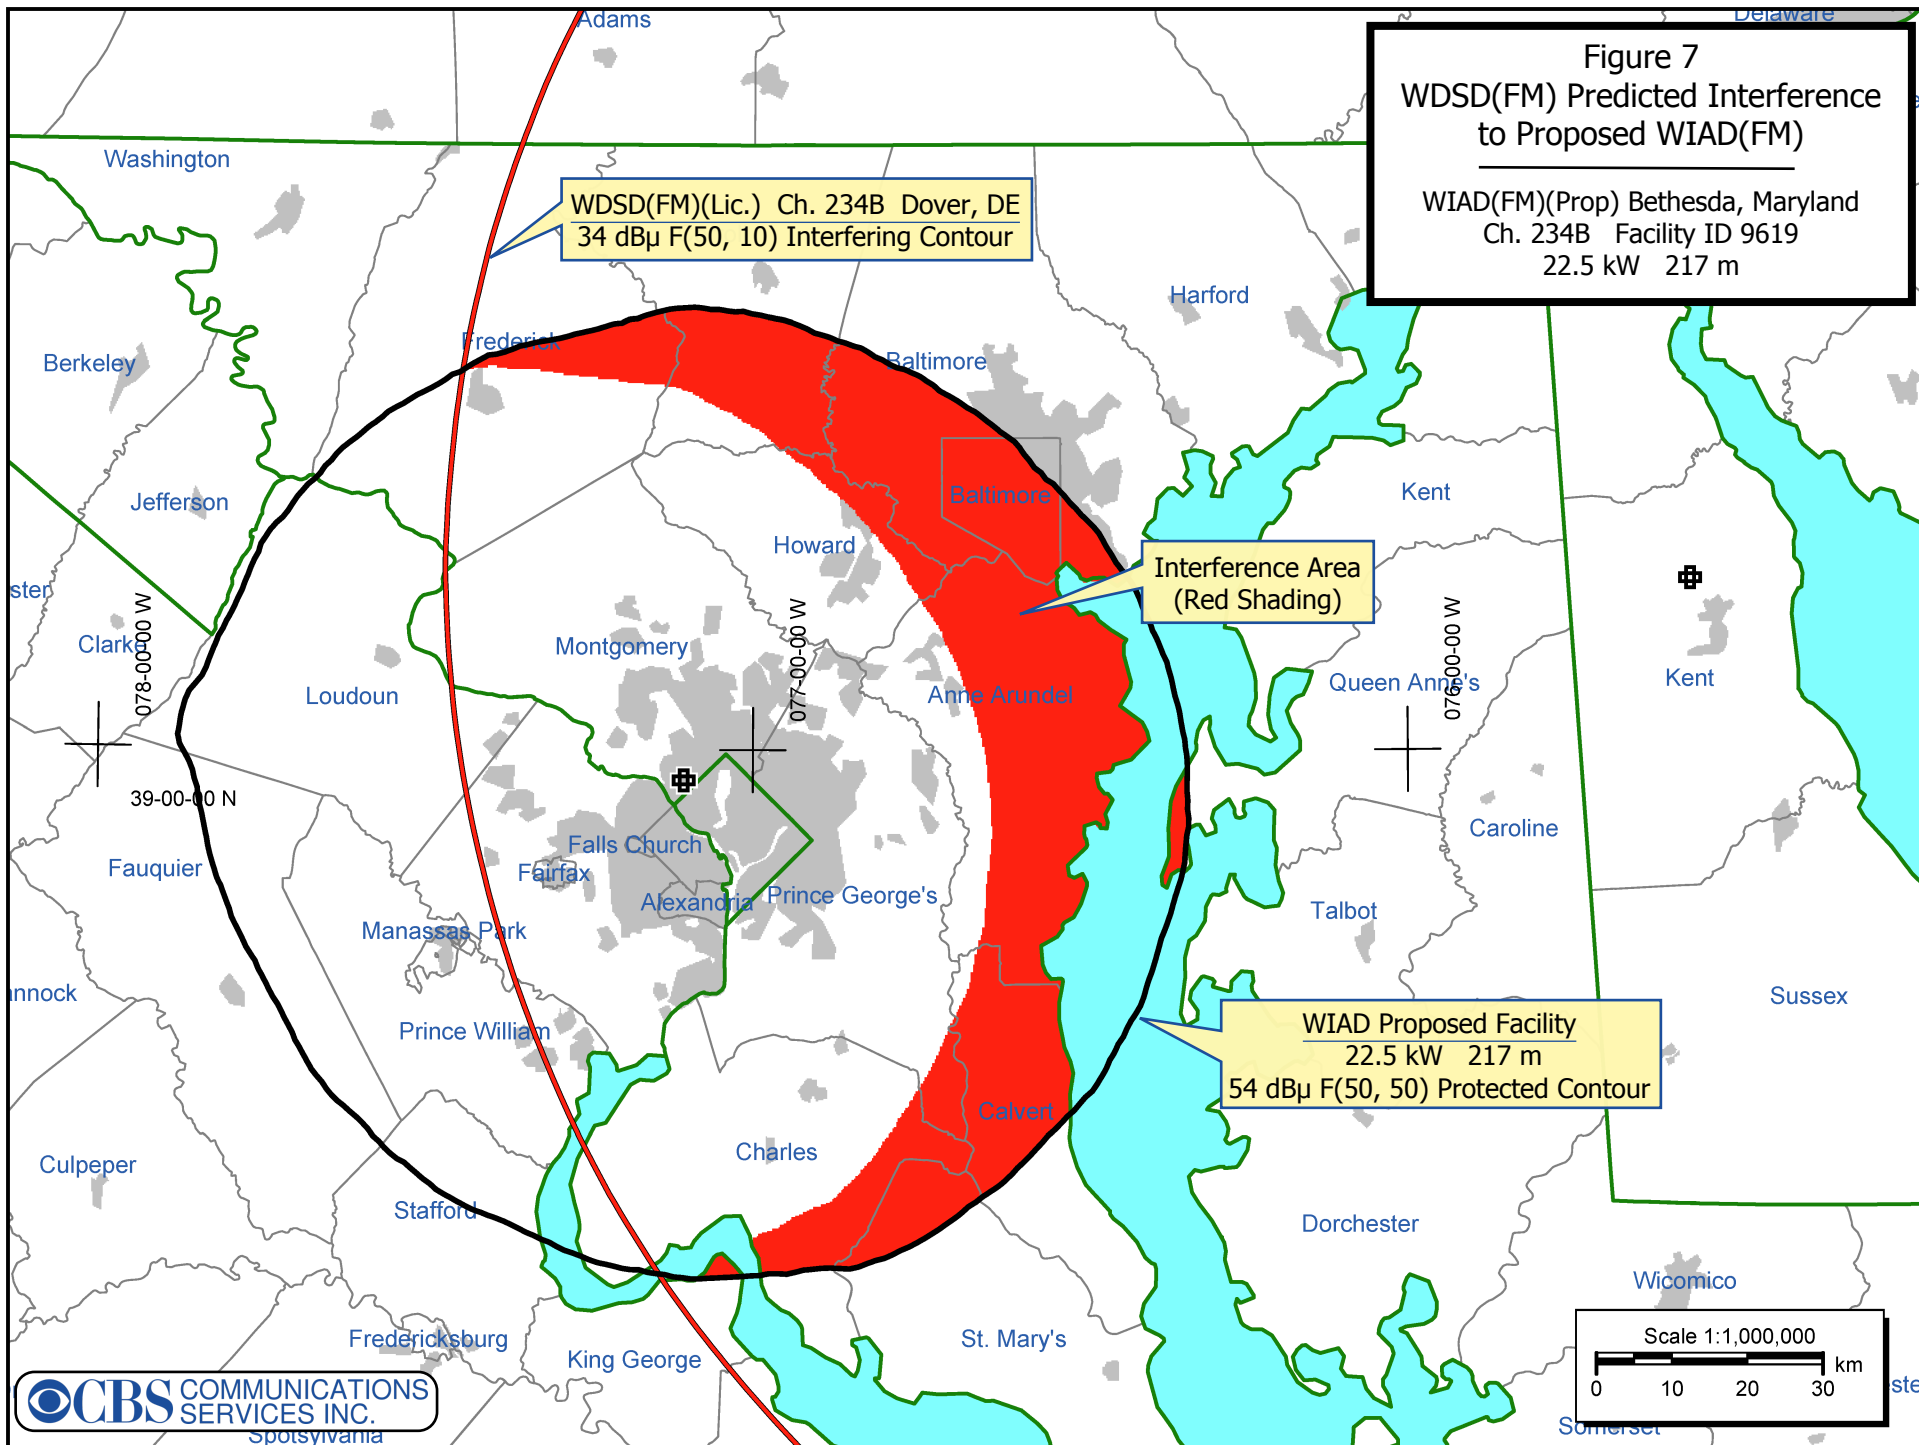 Adams
Delaware
Figure 7
WDSD(FM) Predicted Interference
to Proposed WIAD(FM)
WIAD(FM)(Prop) Bethesda, Maryland
Ch. 234B Facility ID 9619
22.5 kW 217 m
Washington
WDSD(FM)(Lic.) Ch. 234B Dover, DE
34 dBµ F(50, 10) Interfering Contour
Harford
Frederick
Berkeley
Baltimore
Jefferson
Baltimore
Kent
Howard
Interference Area
(Red Shading)
ster
Clarke
078-00-00 W
Montgomery
077-00-00 W
076-00-00 W
Loudoun
Anne Arundel
Queen Anne's
Kent
39-00-00 N
Falls Church
Caroline
Fauquier
Fairfax
Alexandria
Prince George's
Talbot
Manassas Park
nnock
Sussex
Prince William
WIAD Proposed Facility
22.5 kW 217 m
54 dBµ F(50, 50) Protected Contour
Calvert
Culpeper
Charles
Stafford
Dorchester
Wicomico
Fredericksburg
King George
St. Mary's
Scale 1:1,000,000
km
0 10 20 30
CBS COMMUNICATIONS
SERVICES INC.
Spotsylvania
Somerset
ste